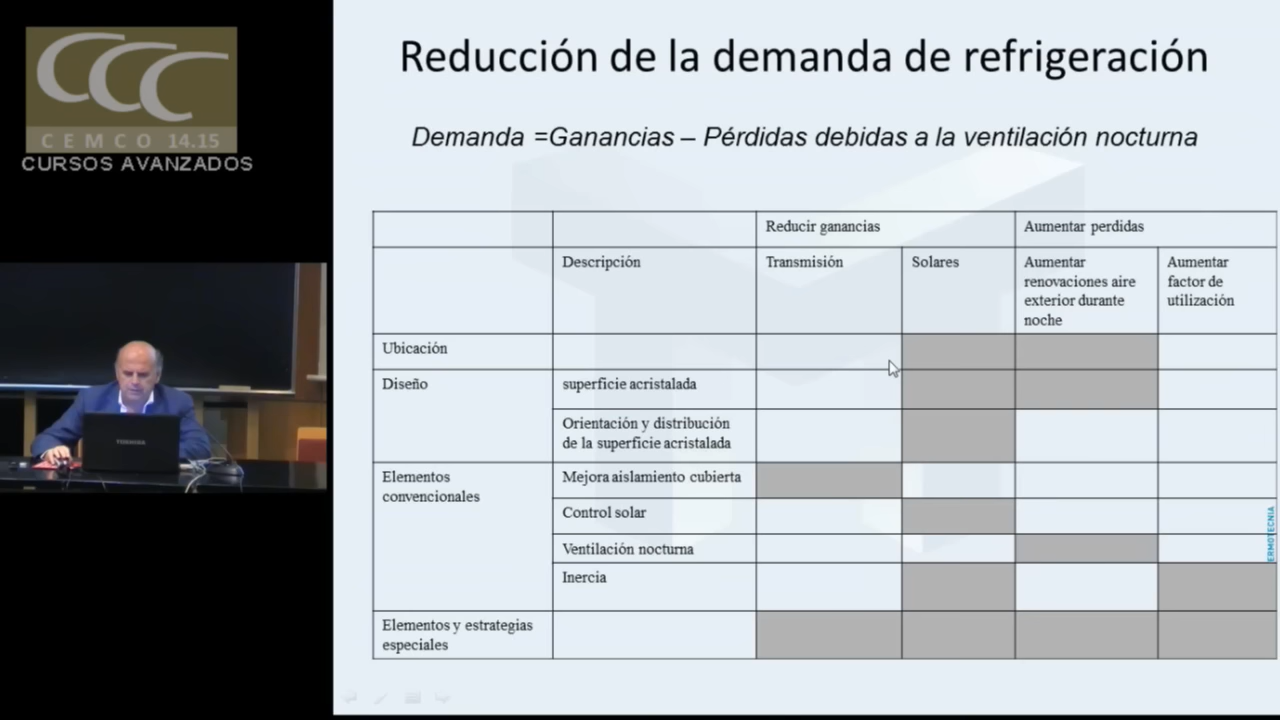 CCC
CEMCO 14.15
CURSOS AVANZADOS
Reducción de la demanda de refrigeración
Demanda =Ganancias – Pérdidas debidas a la ventilación nocturna
Reducir ganancias
Aumentar perdidas
Descripción
Transmisión
Solares
Aumentar
renovaciones aire
exterior durante
noche
Aumentar
factor de
utilización
Ubicación
Diseño
superficie acristalada
Orientación y distribución
de la superficie acristalada
Elementos
convencionales
Mejora aislamiento cubierta
Control solar
Ventilación nocturna
Inercia
Elementos y estrategias
especiales
ERMOTECNIA
TOSHIBA